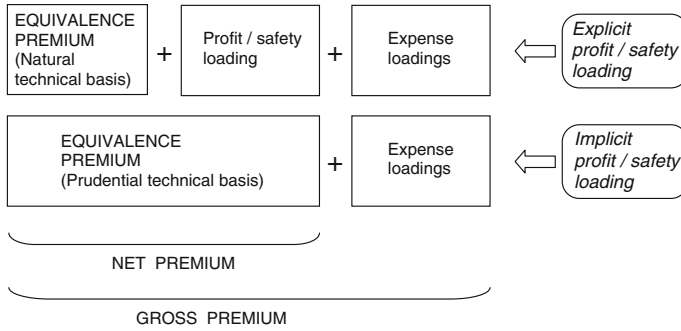 EQUIVALENCE
PREMIUM
(Natural
technical basis)
+
Profit / safety
loading
+
Expense
loadings
Explicit
profit / safety
loading
EQUIVALENCE
PREMIUM
(Prudential technical basis)
+
Expense
loadings
Implicit
profit / safety
loading
NET PREMIUM
GROSS PREMIUM